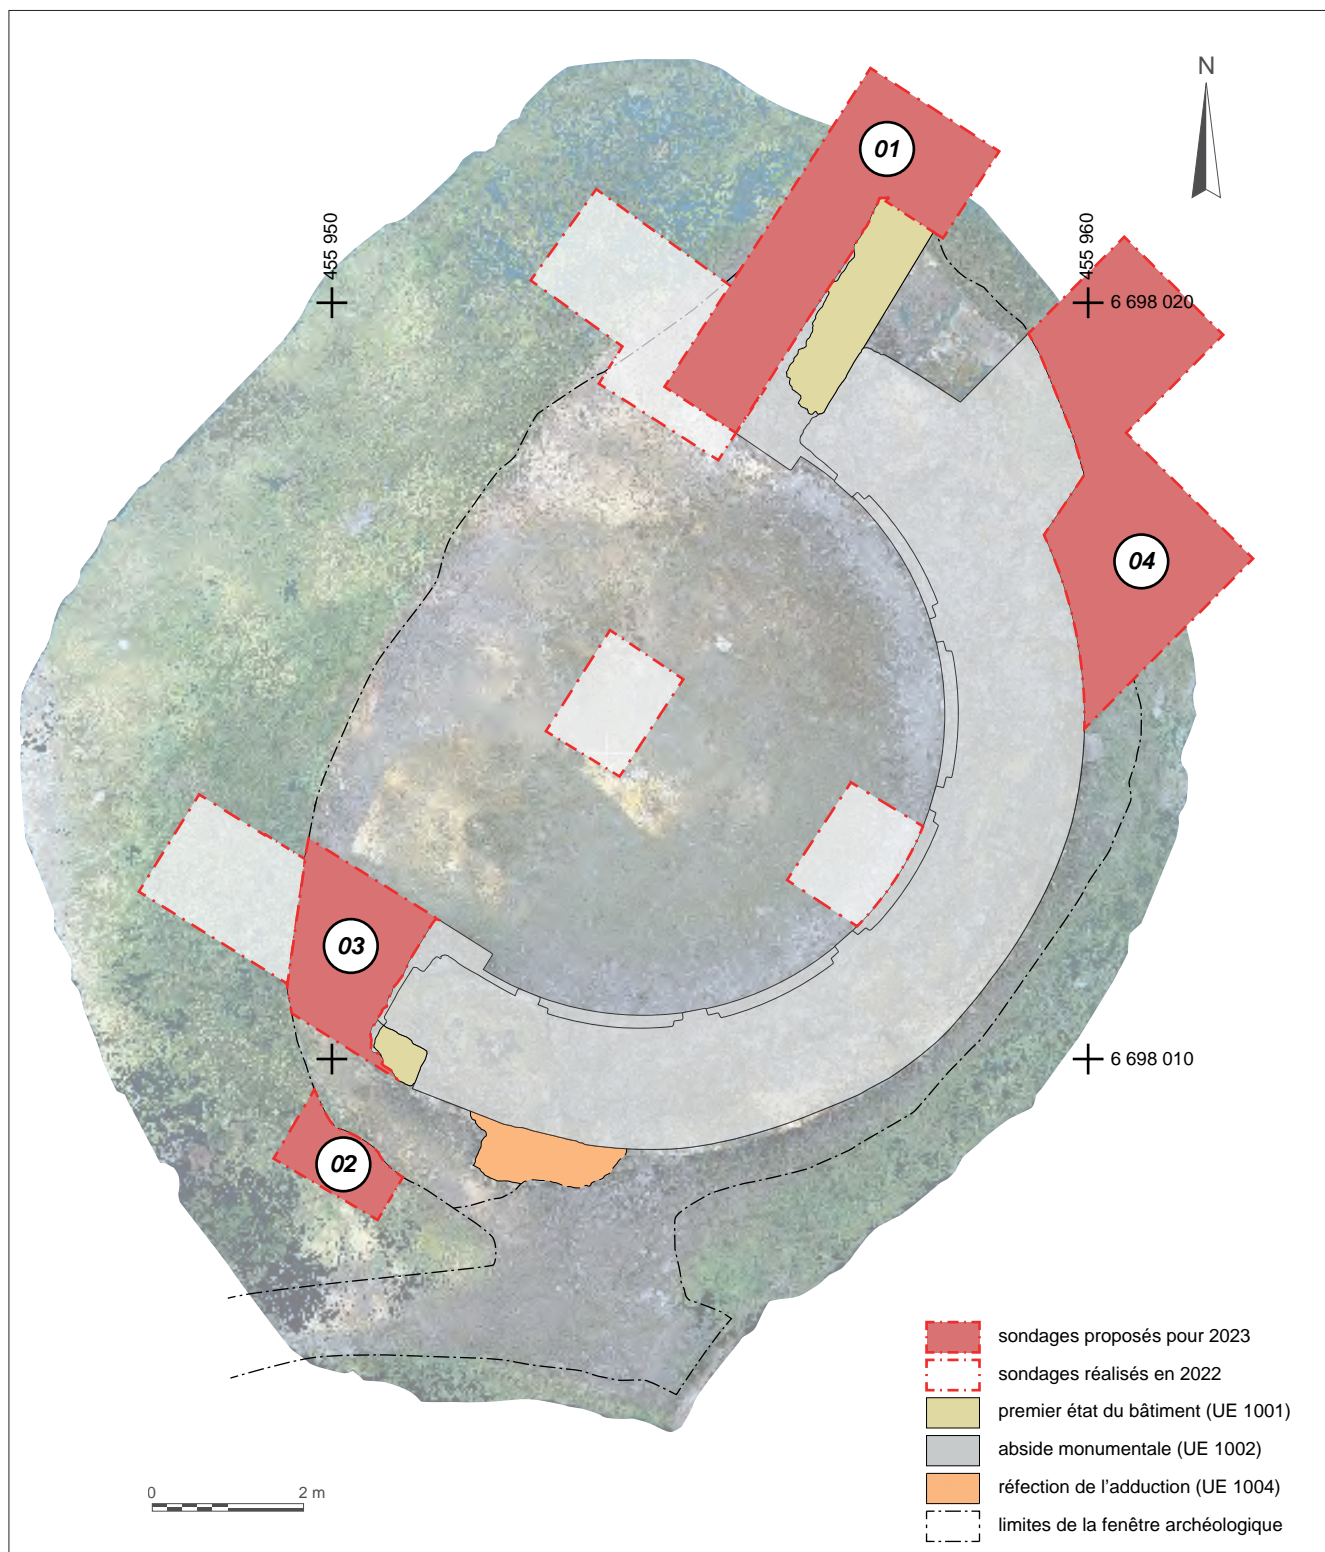 N
01
455 950
455 960
6 698 020
04
03
6 698 010
02
sondages proposés pour 2023
sondages réalisés en 2022
premier état du bâtiment (UE 1001)
abside monumentale (UE 1002)
réfection de l'adduction (UE 1004)
limites de la fenêtre archéologique
0 2 m